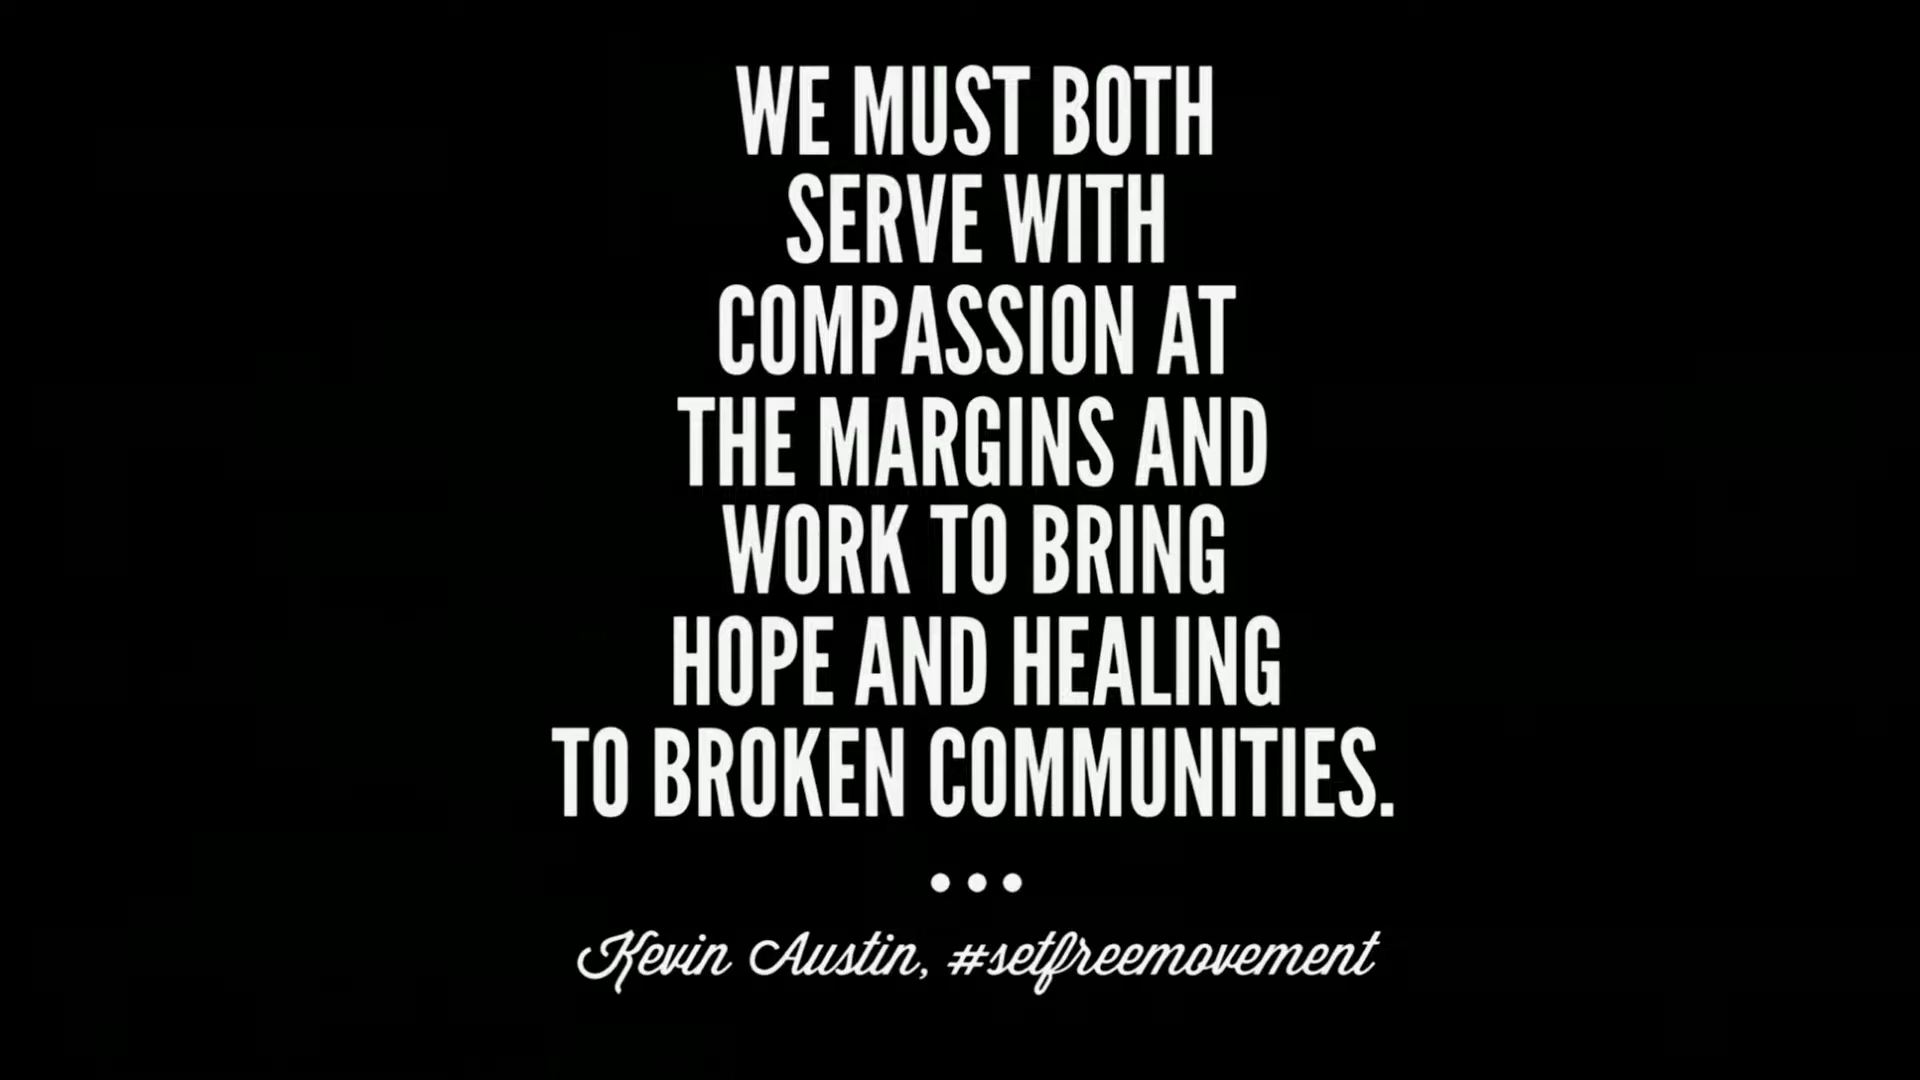 WE MUST BOTH
SERVE WITH
COMPASSION AT
THE MARGINS AND
WORK TO BRING
HOPE AND HEALING
TO BROKEN COMMUNITIES.
•••
Kevin Austin, #setfreemovement